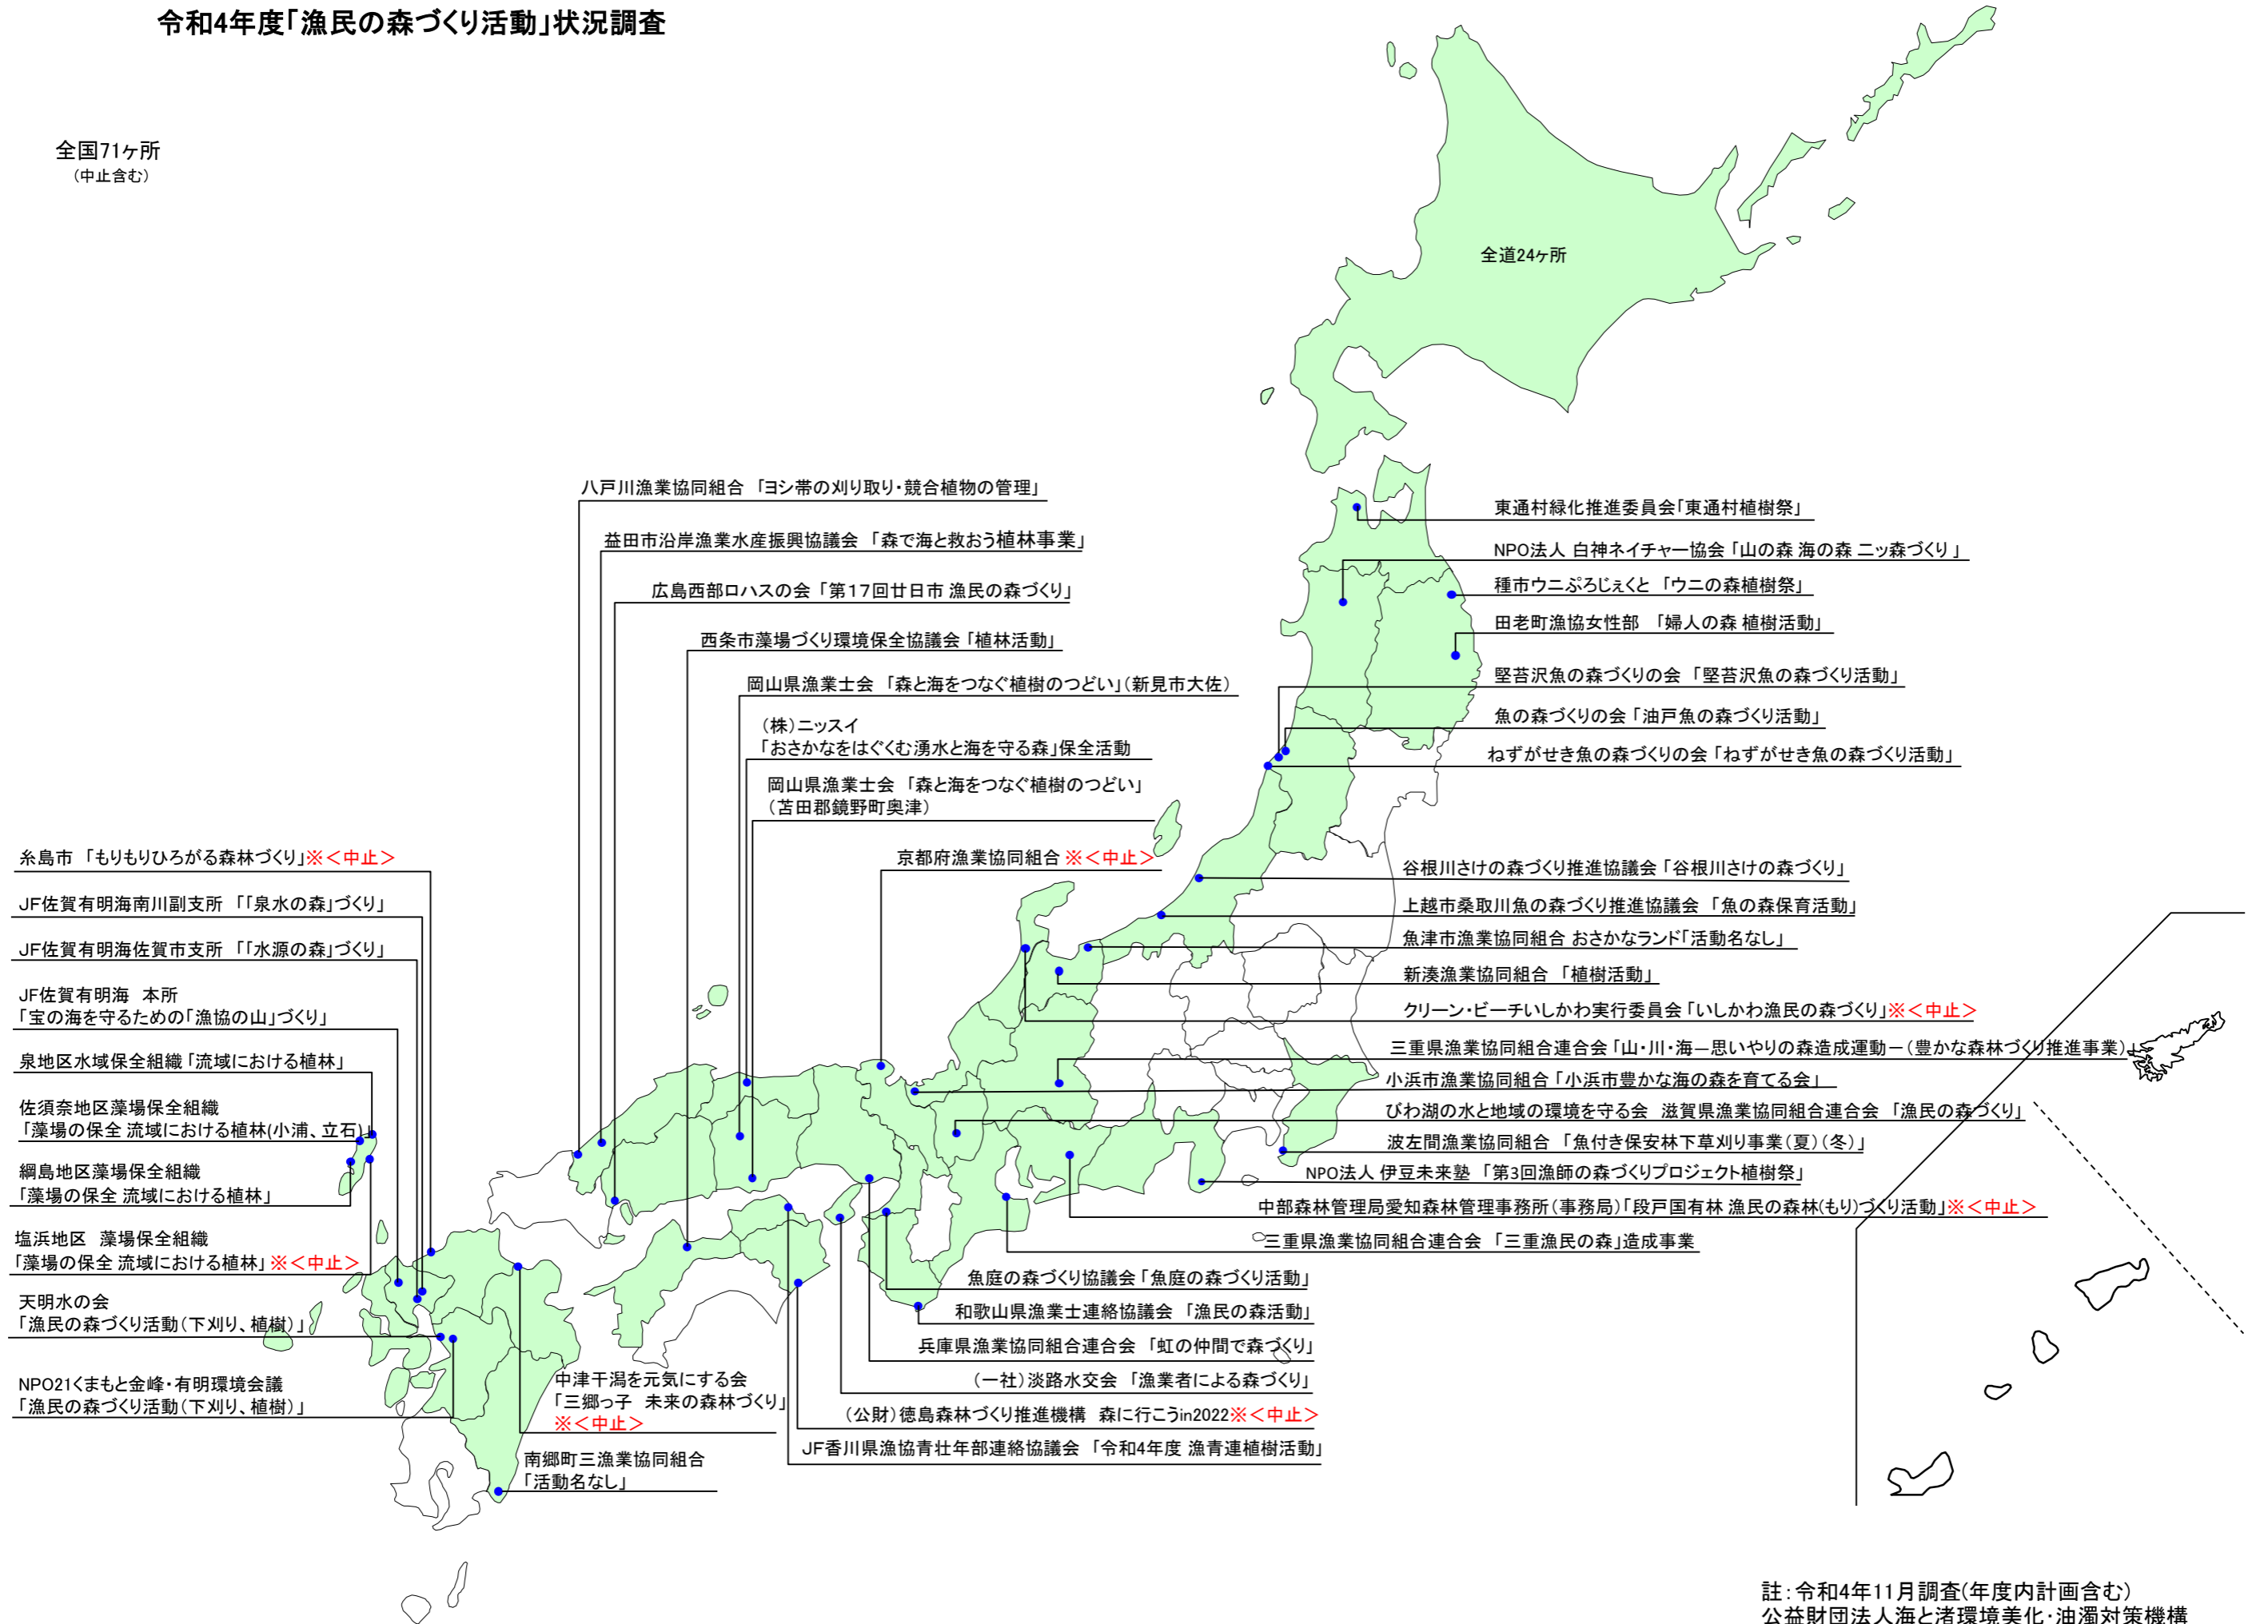 令和4年度「漁民の森づくり活動」状況調査
全国71ヶ所
(中止含む)
全道24ヶ所
東通村緑化推進委員会「東通村植樹祭」
NPO法人 白神ネイチャー協会 「山の森 海の森 二ッ森づくり 」
種市ウニぷろじぇくと 「ウニの森植樹祭」
田老町漁協女性部 「婦人の森 植樹活動」
堅苔沢魚の森づくりの会 「堅苔沢魚の森づくり活動」
魚の森づくりの会 「油戸魚の森づくり活動」
ねずがせき魚の森づくりの会 「ねずがせき魚の森づくり活動」
谷根川さけの森づくり推進協議会 「谷根川さけの森づくり」
上越市桑取川魚の森づくり推進協議会 「魚の森保育活動」
魚津市漁業協同組合 おさかなランド「活動名なし」
新湊漁業協同組合 「植樹活動」
クリーン・ビーチいしかわ実行委員会 「いしかわ漁民の森づくり」※<中止>
三重県漁業協同組合連合会 「山・川・海―思いやりの森造成運動―(豊かな森林づくり推進事業)」
小浜市漁業協同組合 「小浜市豊かな海の森を育てる会」
びわ湖の水と地域の環境を守る会 滋賀県漁業協同組合連合会 「漁民の森づくり」
波左間漁業協同組合 「魚付き保安林下草刈り事業(夏)(冬)」
NPO法人 伊豆未来塾 「第3回漁師の森づくりプロジェクト植樹祭」
中部森林管理局愛知森林管理事務所(事務局)「段戸国有林 漁民の森林(もり)づくり活動」※<中止>
三重県漁業協同組合連合会 「三重漁民の森」造成事業
八戸川漁業協同組合 「ヨシ帯の刈り取り・競合植物の管理」
益田市沿岸漁業水産振興協議会 「森で海と救おう植林事業」
広島西部ロハスの会 「第17回廿日市 漁民の森づくり」
西条市藻場づくり環境保全協議会 「植林活動」
岡山県漁業士会 「森と海をつなぐ植樹のつどい」(新見市大佐)
(株)ニッスイ
「おさかなをはぐくむ湧水と海を守る森」保全活動
岡山県漁業士会 「森と海をつなぐ植樹のつどい」
(苫田郡鏡野町奥津)
京都府漁業協同組合 ※<中止>
糸島市 「もりもりひろがる森林づくり」※<中止>
JF佐賀有明海南川副支所 「「泉水の森」づくり」
JF佐賀有明海佐賀市支所 「「水源の森」づくり」
JF佐賀有明海 本所
「宝の海を守るための「漁協の山」づくり」
泉地区水域保全組織 「流域における植林」
佐須奈地区藻場保全組織
「藻場の保全 流域における植林(小浦、立石)」
綱島地区藻場保全組織
「藻場の保全 流域における植林」
塩浜地区 藻場保全組織
「藻場の保全 流域における植林」 ※<中止>
天明水の会
「漁民の森づくり活動(下刈り、植樹)」
NPO21くまもと金峰・有明環境会議
「漁民の森づくり活動(下刈り、植樹)」
中津干潟を元気にする会
「三郷っ子 未来の森林づくり」
※<中止>
南郷町三漁業協同組合
「活動名なし」
魚庭の森づくり協議会 「魚庭の森づくり活動」
和歌山県漁業士連絡協議会 「漁民の森活動」
兵庫県漁業協同組合連合会 「虹の仲間で森づくり」
(一社)淡路水交会 「漁業者による森づくり」
(公財)徳島森林づくり推進機構 森に行こうin2022※<中止>
JF香川県漁協青壮年部連絡協議会 「令和4年度 漁青連植樹活動」
註:令和4年11月調査(年度内計画含む)
公益財団法人海と渚環境美化・油濁対策機構